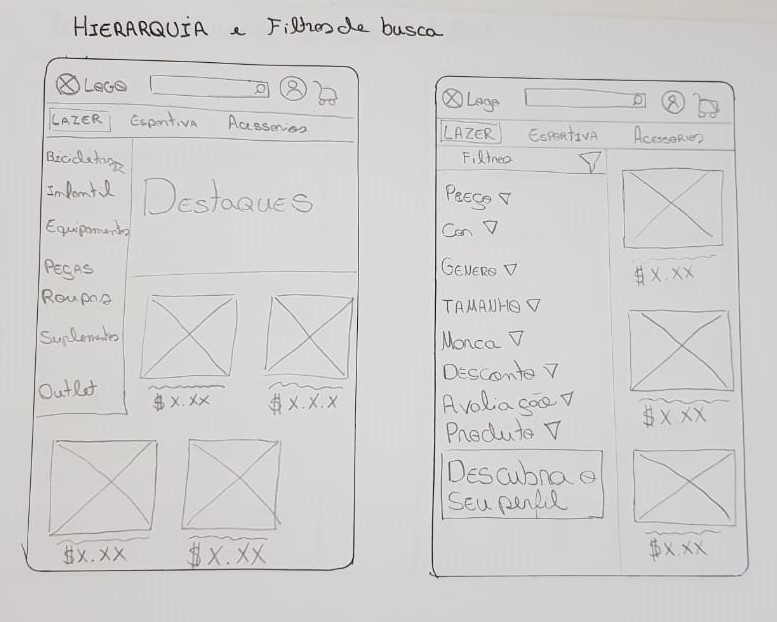 HIERARQUIA e Filtros de busca
LOGO
LAZER Esportiva Acessorios
Bicicletas
Infantil
Equipamentos
PEÇAS
Roupas
Suplementos
Outlet
DESTAQUES
$ X.XX
$ X.X.X
$X.XX
$X.XX
Logo
LAZER ESPORTIVA ACESSORIOS
Filtros
PREÇO
Cor
GENERO
TAMANHO
Marca
Desconto
Avaliação
Produto
DEscubra o
SEU perfil
$ X.XX
$X XX
$X.XX